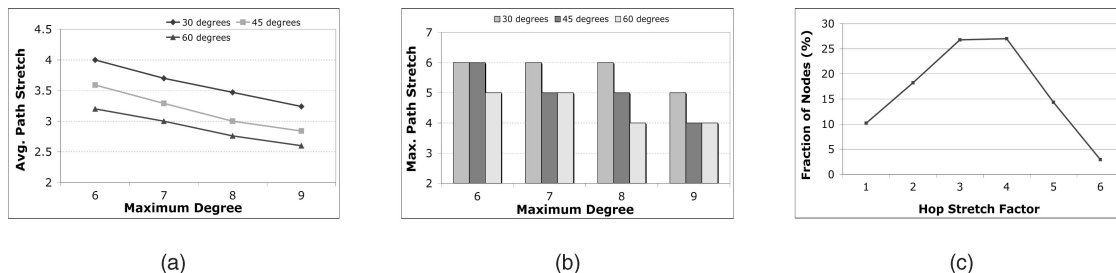 30 degrees 45 degrees
60 degrees
4.5
4
3.5
3
2.5
2
Avg. Path Stretch
6 7 8 9
Maximum Degree
(a)
30 degrees 45 degrees 60 degrees
7
6
5
4
3
2
Max. Path Stretch
6 7 8 9
Maximum Degree
(b)
30
25
20
15
10
5
0
Fraction of Nodes (%)
1 2 3 4 5 6
Hop Stretch Factor
(c)